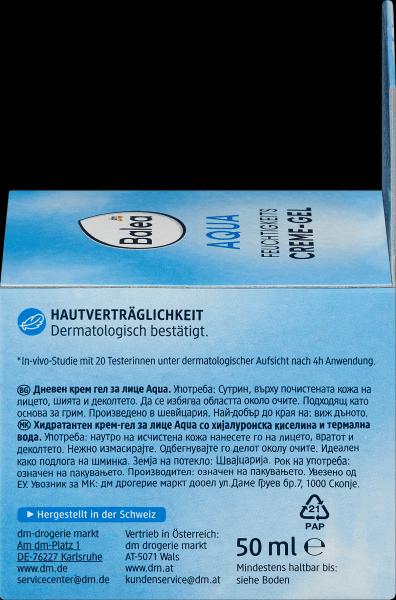 Balea
AQUA
FEUCHTIGKEITS
CREME-GEL
HAUTVERTRÄGLICHKEIT
Dermatologisch bestätigt.
*In-vivo-Studie mit 20 Testerinnen unter dermatologischer Aufsicht nach 4h Anwendung.
BG Дневен крем гел за лице Aqua. Употреба: Сутрин, върху почистената кожа на
лицето, шията и деколтето. Да се избягва областта около очите. Подходящ като
основа за грим. Произведено в швейцария. Най-добър до края на: виж дъното.
MK Хидратантен крем-гел за лице Aqua со хијалуронска киселина и термална
вода. Употреба: наутро на исчистена кожа нанесете го на лицето, вратот и
деколтето. Нежно измасирајте. Одбегнувајте го делот околу очите. Идеален
како подлога на шминка. Земја на потекло: Швајцарија. Рок на употреба:
означен на пакувањето. Производител: означен на пакувањето. Увезено од
ЕУ. Увозник за МК: дм дрогерие маркт дооел ул.Даме Груев бр.7, 1000 Скопје.
Hergestellt in der Schweiz
dm-drogerie markt
Am dm-Platz 1
DE-76227 Karlsruhe
www.dm.de
servicecenter@dm.de
Vertrieb in Österreich:
dm drogerie markt
AT-5071 Wals
www.dm.at
kundenservice@dm.at
21
PAP
50 ml ℮
Mindestens haltbar bis:
siehe Boden